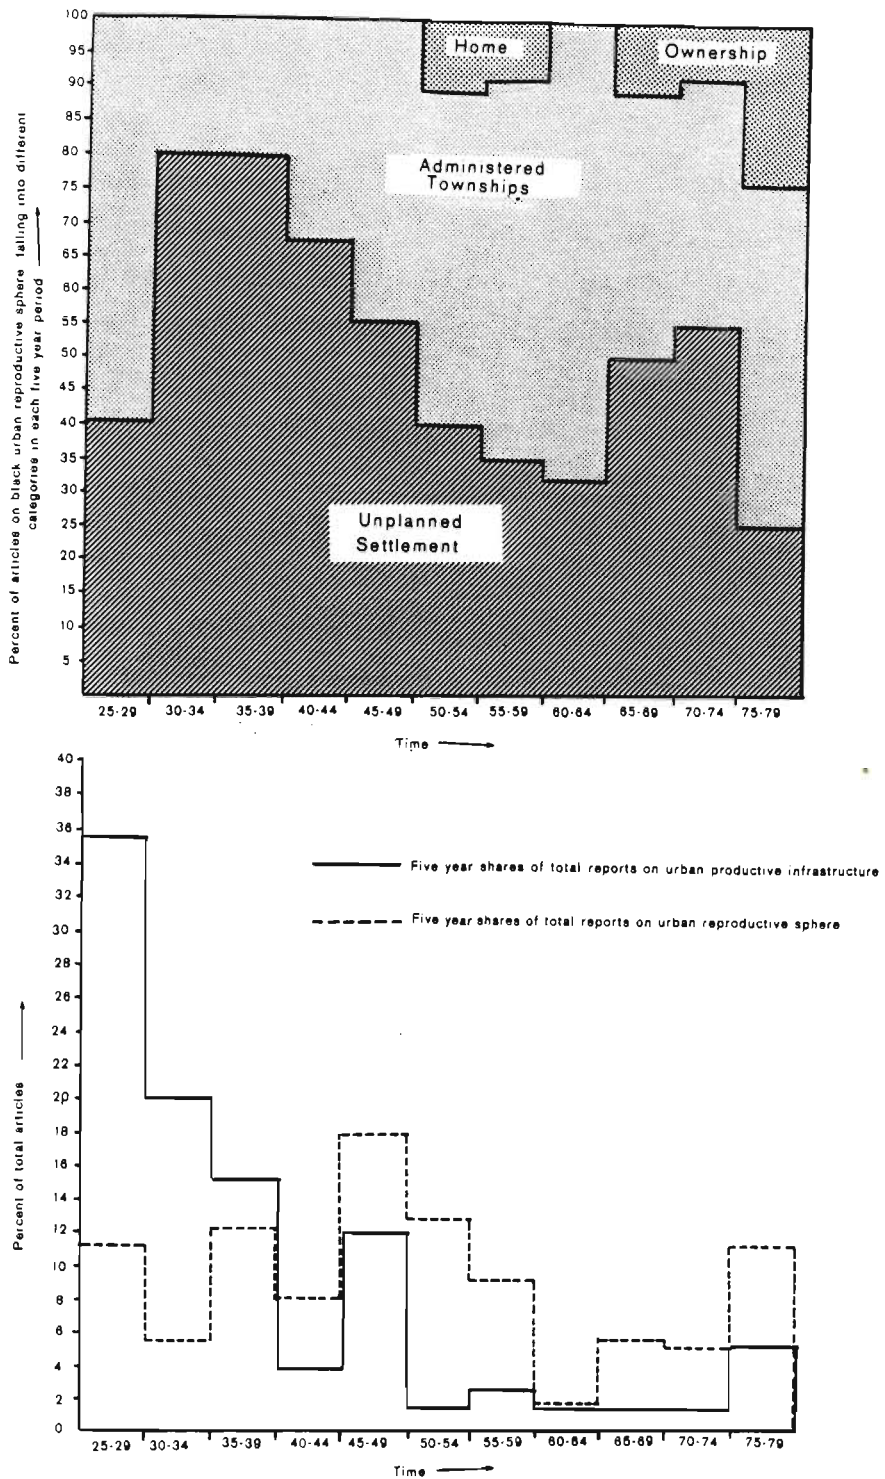 Percent of articles on black urban reproductive sphere falling into different
categories in each five year period
100
95
90
85
80
75
70
65
60
55
50
45
40
35
30
25
20
15
10
5
Home
Ownership
Administered
Townships
Unplanned
Settlement
25-29 30-34 35-39 40-44 45-49 50-54 55-59 60-64 65-69 70-74 75-79
Time
Percent of total articles
40
38
36
34
32
30
28
26
24
22
20
18
16
14
12
10
8
6
4
2
0
Five year shares of total reports on urban productive infrastructure
Five year shares of total reports on urban reproductive sphere
25-29 30-34 35-39 40-44 45-49 50-54 55-59 60-64 65-69 70-74 75-79
Time